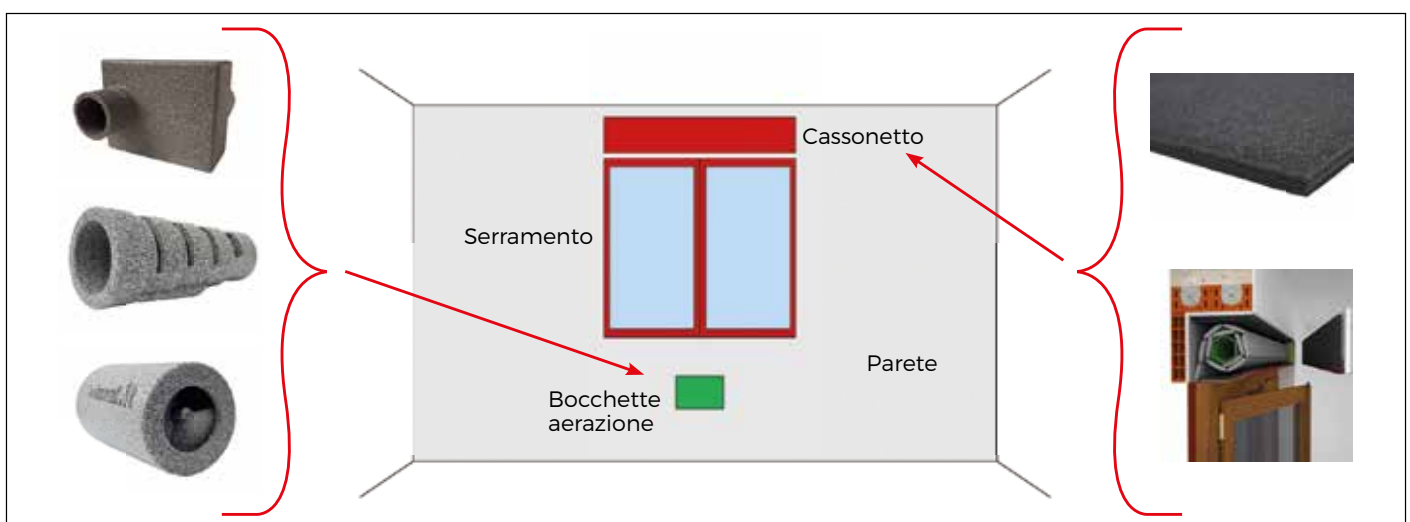 Cassonetto
Serramento
Parete
Bocchette
aerazione